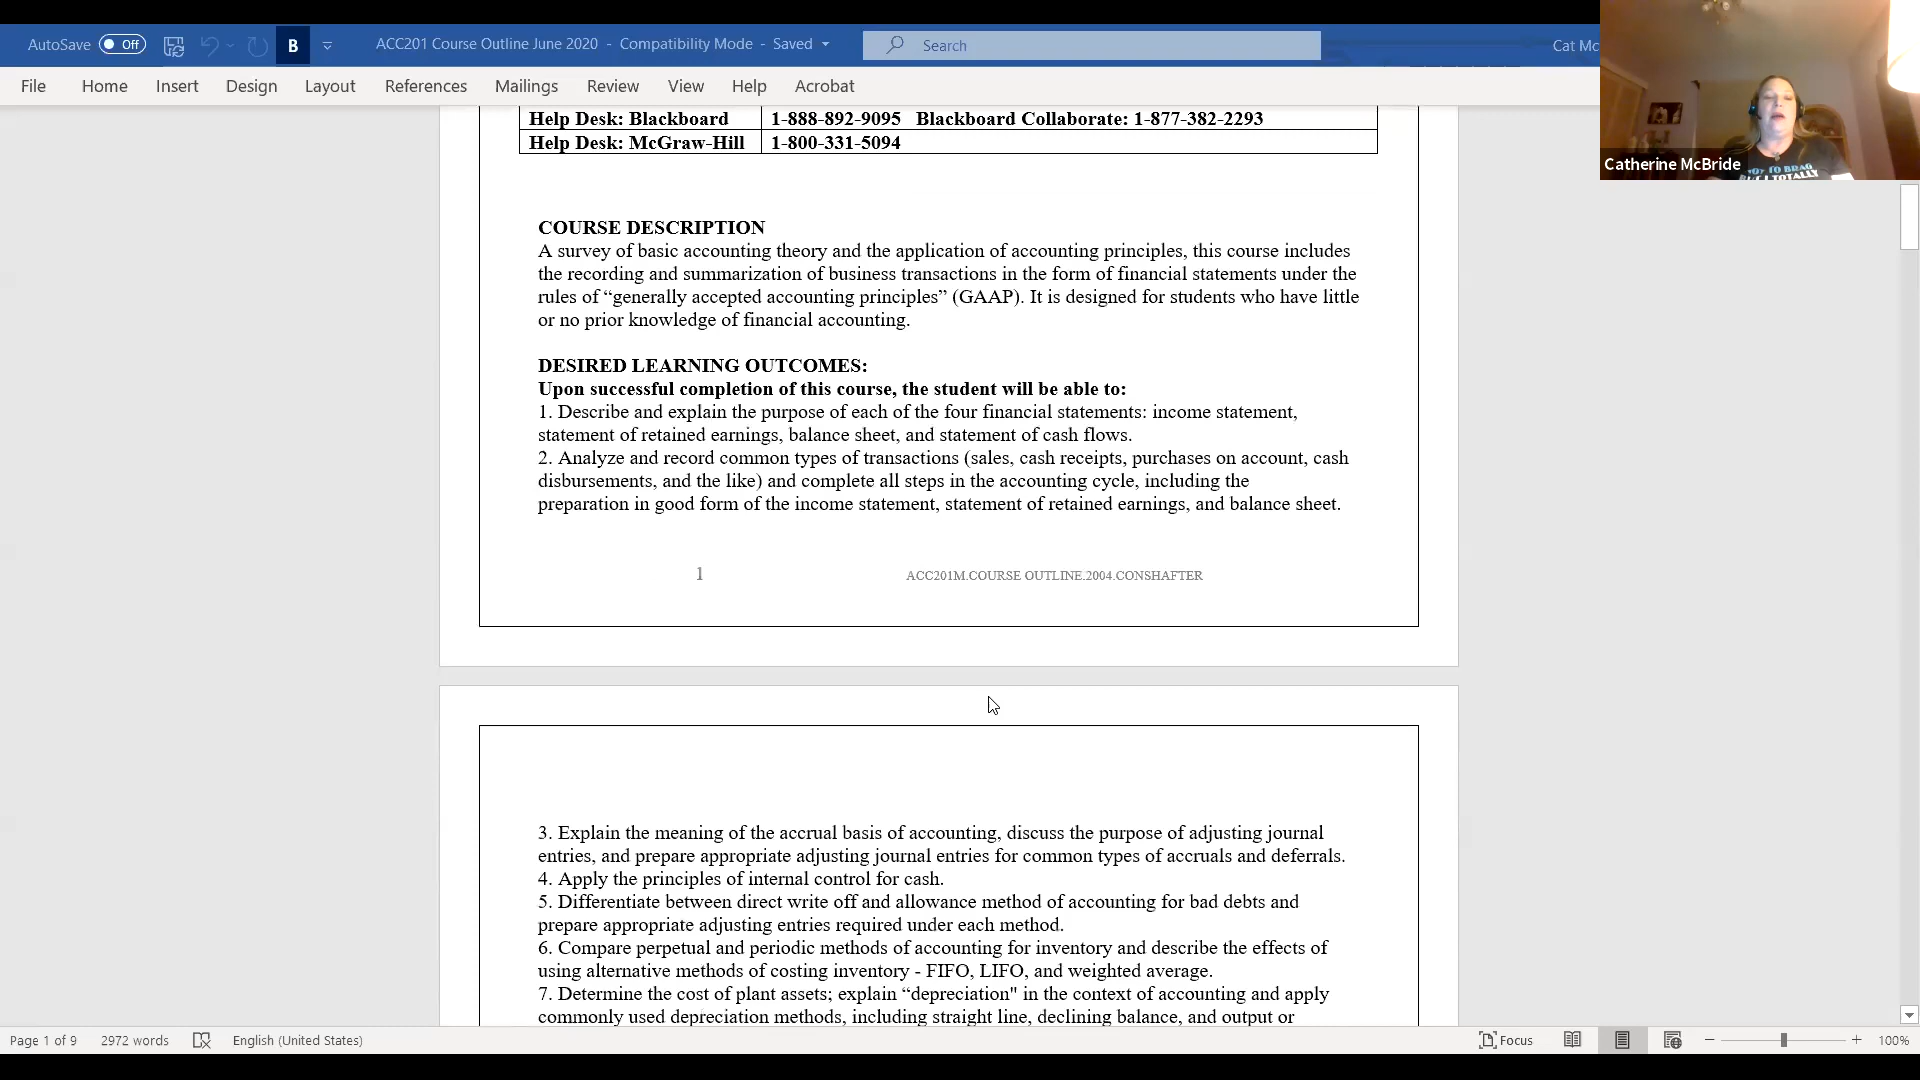 AutoSave Off B ACC201 Course Outline June 2020 - Compatibility Mode - Saved Search Cat Mc
File Home Insert Design Layout References Mailings Review View Help Acrobat
Catherine McBride
NOT TO BRAG
TOTALLY
Help Desk: Blackboard 1-888-892-9095 Blackboard Collaborate: 1-877-382-2293
Help Desk: McGraw-Hill 1-800-331-5094
COURSE DESCRIPTION
A survey of basic accounting theory and the application of accounting principles, this course includes
the recording and summarization of business transactions in the form of financial statements under the
rules of “generally accepted accounting principles” (GAAP). It is designed for students who have little
or no prior knowledge of financial accounting.
DESIRED LEARNING OUTCOMES:
Upon successful completion of this course, the student will be able to:
1. Describe and explain the purpose of each of the four financial statements: income statement,
statement of retained earnings, balance sheet, and statement of cash flows.
2. Analyze and record common types of transactions (sales, cash receipts, purchases on account, cash
disbursements, and the like) and complete all steps in the accounting cycle, including the
preparation in good form of the income statement, statement of retained earnings, and balance sheet.
1 ACC201M.COURSE OUTLINE.2004.CONSHAFTER
3. Explain the meaning of the accrual basis of accounting, discuss the purpose of adjusting journal
entries, and prepare appropriate adjusting journal entries for common types of accruals and deferrals.
4. Apply the principles of internal control for cash.
5. Differentiate between direct write off and allowance method of accounting for bad debts and
prepare appropriate adjusting entries required under each method.
6. Compare perpetual and periodic methods of accounting for inventory and describe the effects of
using alternative methods of costing inventory - FIFO, LIFO, and weighted average.
7. Determine the cost of plant assets; explain “depreciation" in the context of accounting and apply
commonly used depreciation methods, including straight line, declining balance, and output or
Page 1 of 9 2972 words English (United States) Focus 100%